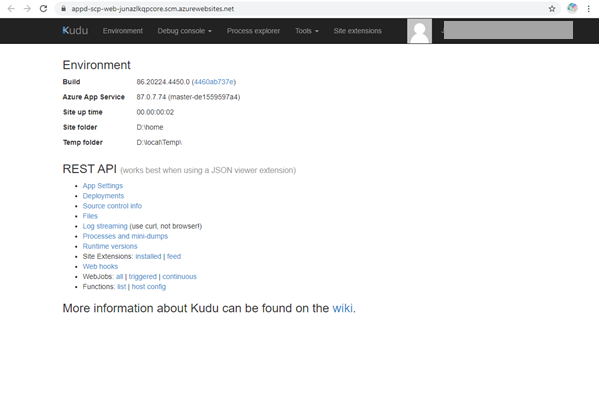 appd-scp-web-junazlkqpcore.scm.azurewebsites.net
Kudu Environment Debug console Process explorer Tools Site extensions
Environment
Build 86.20224.4450.0 (4460ab737e)
Azure App Service 87.0.7.74 (master-de1559597a4)
Site up time 00.00:00:02
Site folder D:\home
Temp folder D:\local\Temp\
REST API (works best when using a JSON viewer extension)
• App Settings
• Deployments
• Source control info
• Files
• Log streaming (use curl, not browser!)
• Processes and mini-dumps
• Runtime versions
• Site Extensions: installed | feed
• Web hooks
• WebJobs: all | triggered | continuous
• Functions: list | host config
More information about Kudu can be found on the wiki.